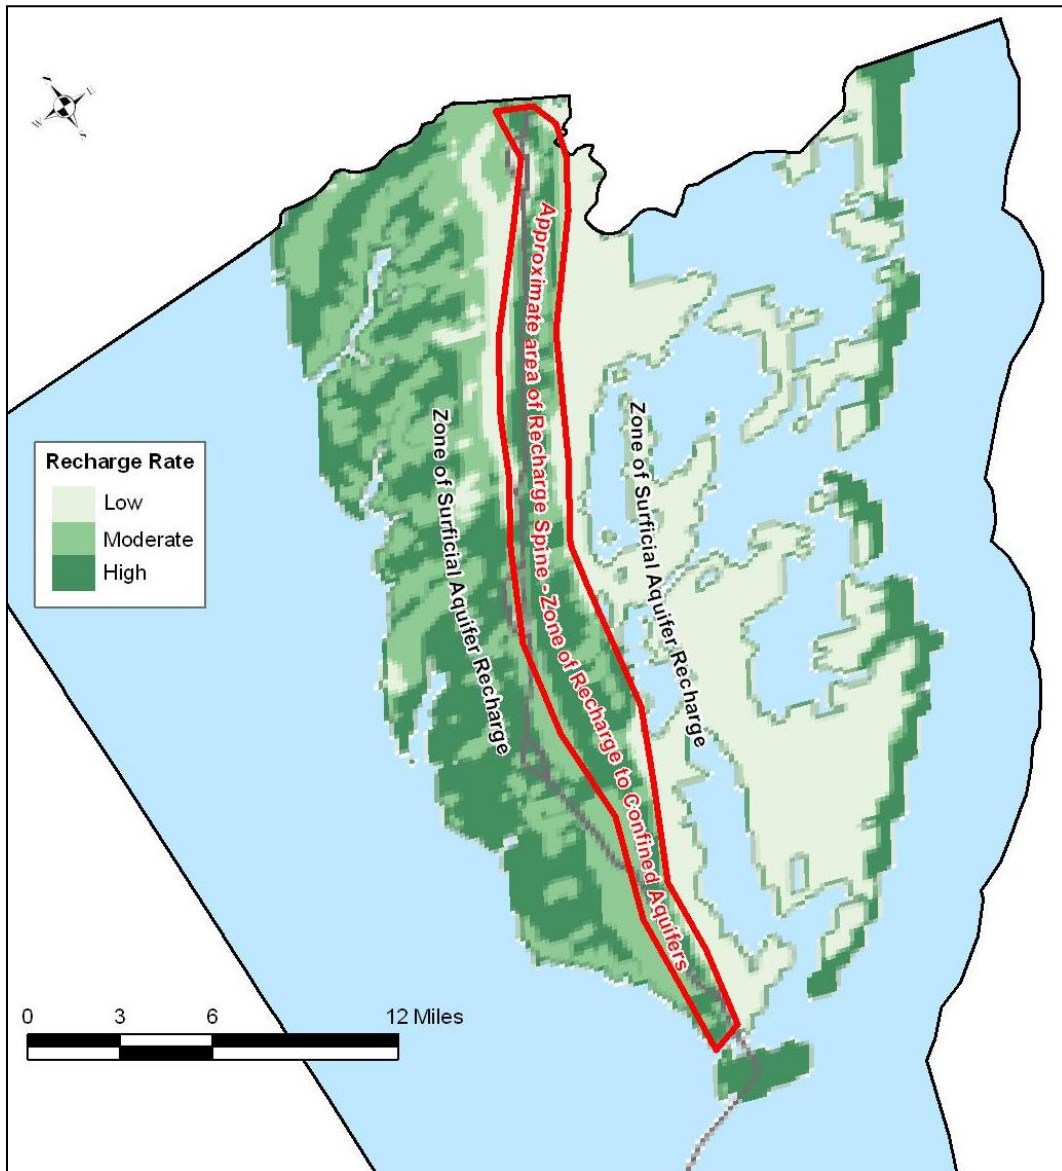 E
W
S
Approximate area of Recharge Spine - Zone of Recharge to Confined Aquifers
Zone of Surficial Aquifer Recharge
Zone of Surficial Aquifer Recharge
Recharge Rate
Low
Moderate
High
0 3 6 12 Miles